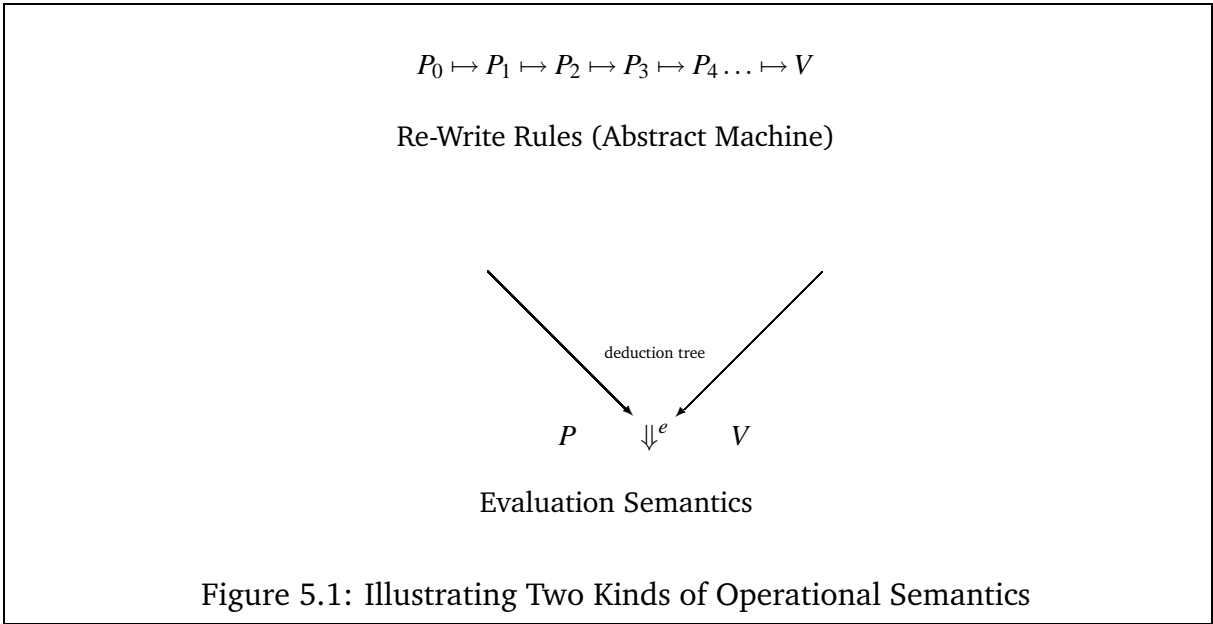 P₀ ↦ P₁ ↦ P₂ ↦ P₃ ↦ P₄ … ↦ V
Re-Write Rules (Abstract Machine)
deduction tree
P ⇓ᵉ V
Evaluation Semantics
Figure 5.1: Illustrating Two Kinds of Operational Semantics